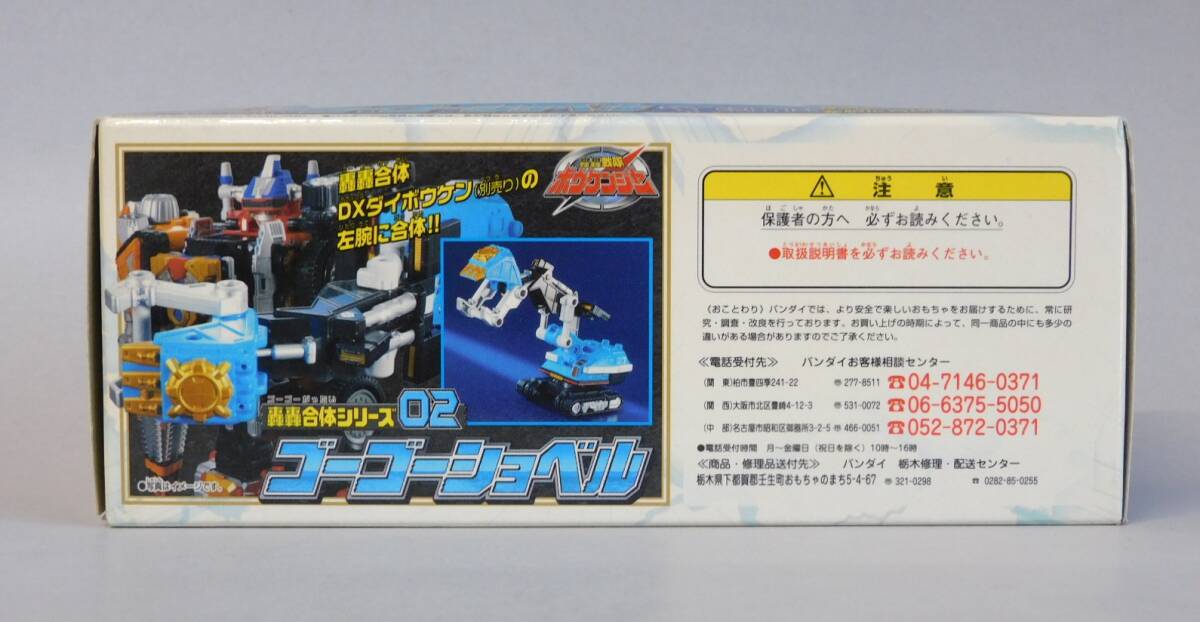 轟轟合体
DXダイボウケン(別売り)の
左腕に合体!!
轟轟戦隊
ボウケンジャー
轟轟合体シリーズ02
ゴーゴーショベル
●写真はイメージです。
注意
保護者の方へ 必ずお読みください。
●取扱説明書を必ずお読みください。
《おことわり》バンダイでは、より安全で楽しいおもちゃをお届けするために、常に研
究・調査・改良を行っております。お買い上げの時期によって、同一商品の中にも多少の
違いがある場合がありますのでご了承ください。
≪電話受付先≫ バンダイお客様相談センター
(関 東)柏市豊四季241-22 〒277-8511 ☎04-7146-0371
(関 西)大阪市北区豊崎4-12-3 〒531-0072 ☎06-6375-5050
(中 部)名古屋市昭和区御器所3-2-5 〒466-0051 ☎052-872-0371
●電話受付時間 月~金曜日(祝日を除く)10時~16時
≪商品・修理品送付先≫ バンダイ 栃木修理・配送センター
栃木県下都賀郡壬生町おもちゃのまち5-4-67 〒321-0298 ☎ 0282-85-0255